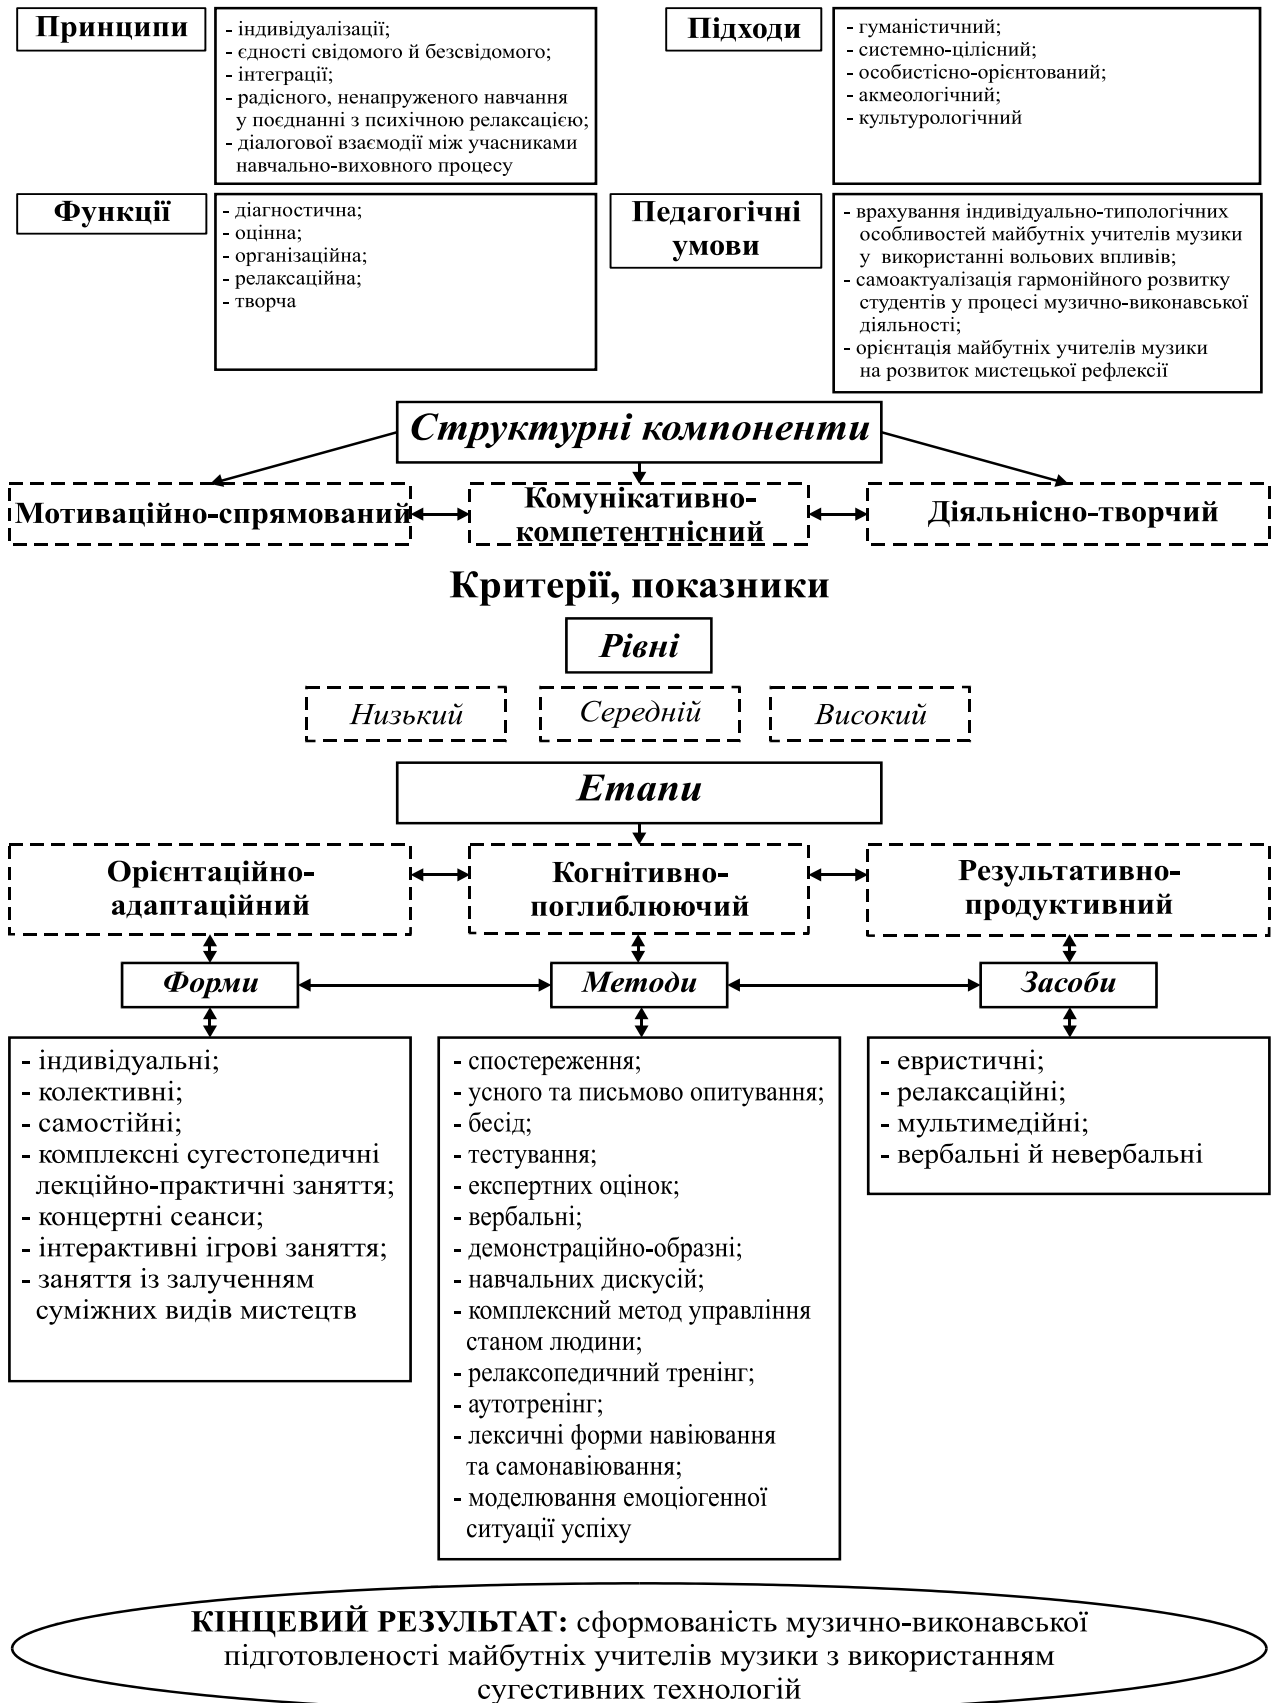 Принципи
- індивідуалізації;
- єдності свідомого й безсвідомого;
- інтеграції;
- радісного, ненапруженого навчання
у поєднанні з психічною релаксацією;
- діалогової взаємодії між учасниками
навчально-виховного процесу
Підходи
- гуманістичний;
- системно-цілісний;
- особистісно-орієнтований;
- акмеологічний;
- культурологічний
Функції
- діагностична;
- оцінна;
- організаційна;
- релаксаційна;
- творча
Педагогічні
умови
- врахування індивідуально-типологічних
особливостей майбутніх учителів музики
у використанні вольових впливів;
- самоактуалізація гармонійного розвитку
студентів у процесі музично-виконавської
діяльності;
- орієнтація майбутніх учителів музики
на розвиток мистецької рефлексії
Структурні компоненти
Мотиваційно-спрямований
Комунікативно-
компетентнісний
Діяльнісно-творчий
Критерії, показники
Рівні
Низький
Середній
Високий
Етапи
Орієнтаційно-
адаптаційний
Когнітивно-
поглиблюючий
Результативно-
продуктивний
Форми
Методи
Засоби
- індивідуальні;
- колективні;
- самостійні;
- комплексні сугестопедичні
лекційно-практичні заняття;
- концертні сеанси;
- інтерактивні ігрові заняття;
- заняття із залученням
суміжних видів мистецтв
- спостереження;
- усного та письмово опитування;
- бесід;
- тестування;
- експертних оцінок;
- вербальні;
- демонстраційно-образні;
- навчальних дискусій;
- комплексний метод управління
станом людини;
- релаксопедичний тренінг;
- аутотренінг;
- лексичні форми навіювання
та самонавіювання;
- моделювання емоціогенної
ситуації успіху
- евристичні;
- релаксаційні;
- мультимедійні;
- вербальні й невербальні
КІНЦЕВИЙ РЕЗУЛЬТАТ: сформованість музично-виконавської
підготовленості майбутніх учителів музики з використанням
сугестивних технологій